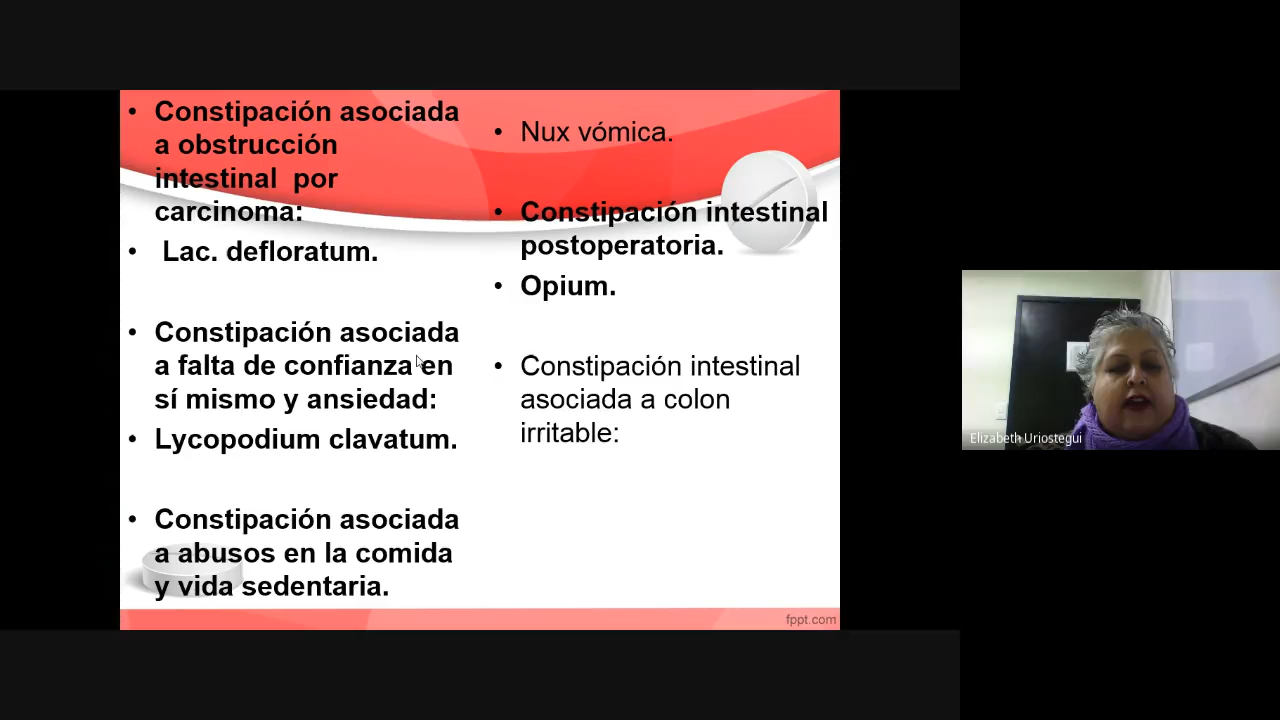 Constipación asociada
a obstrucción
intestinal por
carcinoma:
Lac. defloratum.
Constipación asociada
a falta de confianza en
sí mismo y ansiedad:
Lycopodium clavatum.
Constipación asociada
a abusos en la comida
y vida sedentaria.
Nux vómica.
Constipación intestinal
postoperatoria.
Opium.
Constipación intestinal
asociada a colon
irritable:
fppt.com
Elizabeth Uriostegui